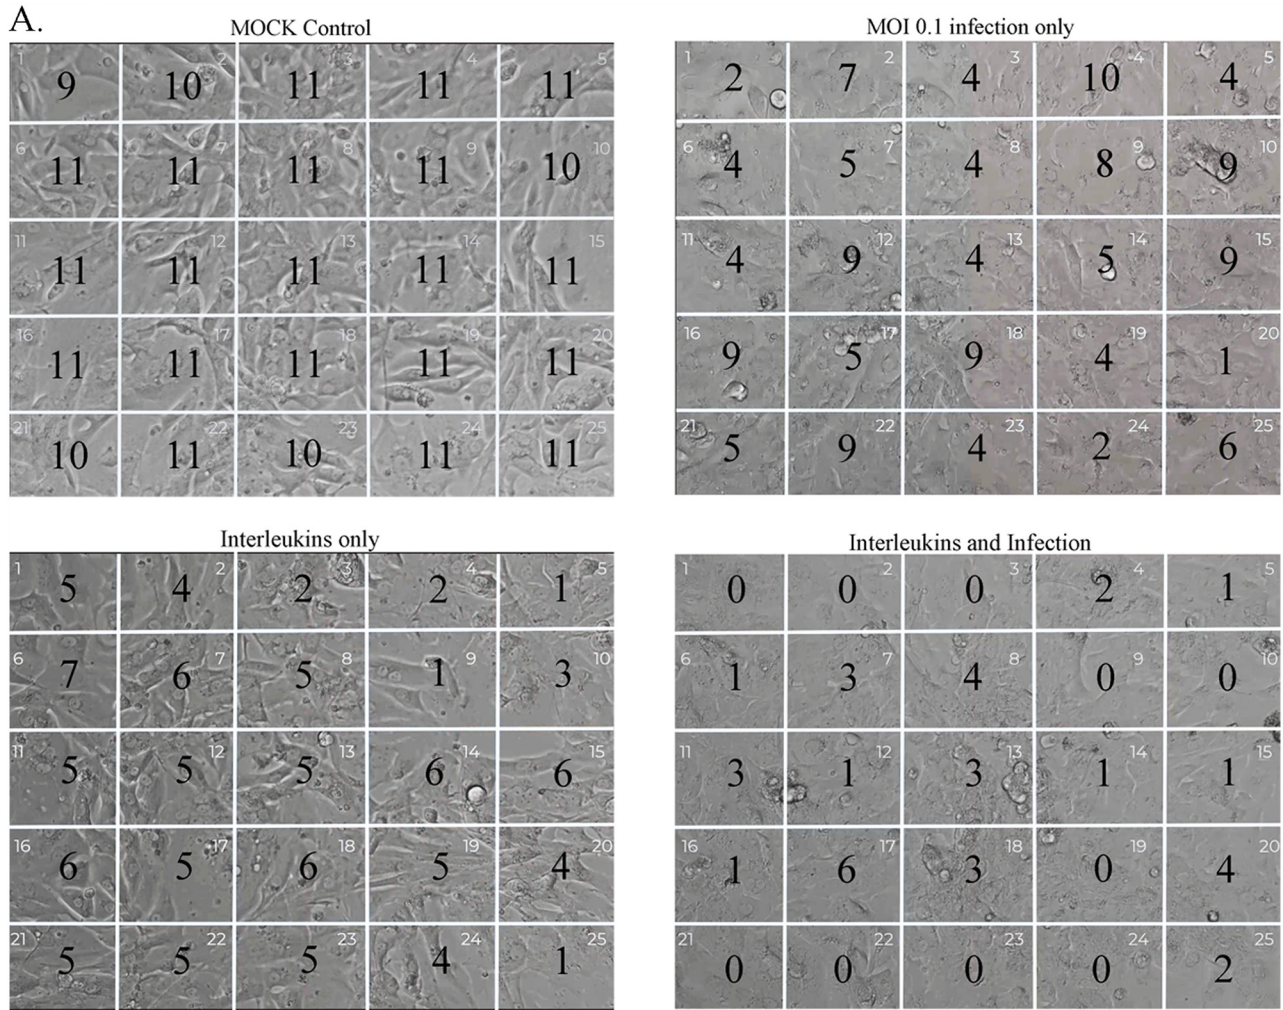 A.
MOCK Control
1 2 3 4 5
9 10 11 11 11
6 7 8 9 10
11 11 11 11 10
11 12 13 14 15
11 11 11 11 11
16 17 18 19 20
11 11 11 11 11
21 22 23 24 25
10 11 10 11 11
MOI 0.1 infection only
1 2 3 4 5
2 7 4 10 4
6 7 8 9 10
4 5 4 8 9
11 12 13 14 15
4 9 4 5 9
16 17 18 19 20
9 5 9 4 1
21 22 23 24 25
5 9 4 2 6
Interleukins only
1 2 3 4 5
5 4 2 2 1
6 7 8 9 10
7 6 5 1 3
11 12 13 14 15
5 5 5 6 6
16 17 18 19 20
6 5 6 5 4
21 22 23 24 25
5 5 5 4 1
Interleukins and Infection
1 2 3 4 5
0 0 0 2 1
6 7 8 9 10
1 3 4 0 0
11 12 13 14 15
3 1 3 1 1
16 17 18 19 20
1 6 3 0 4
21 22 23 24 25
0 0 0 0 2